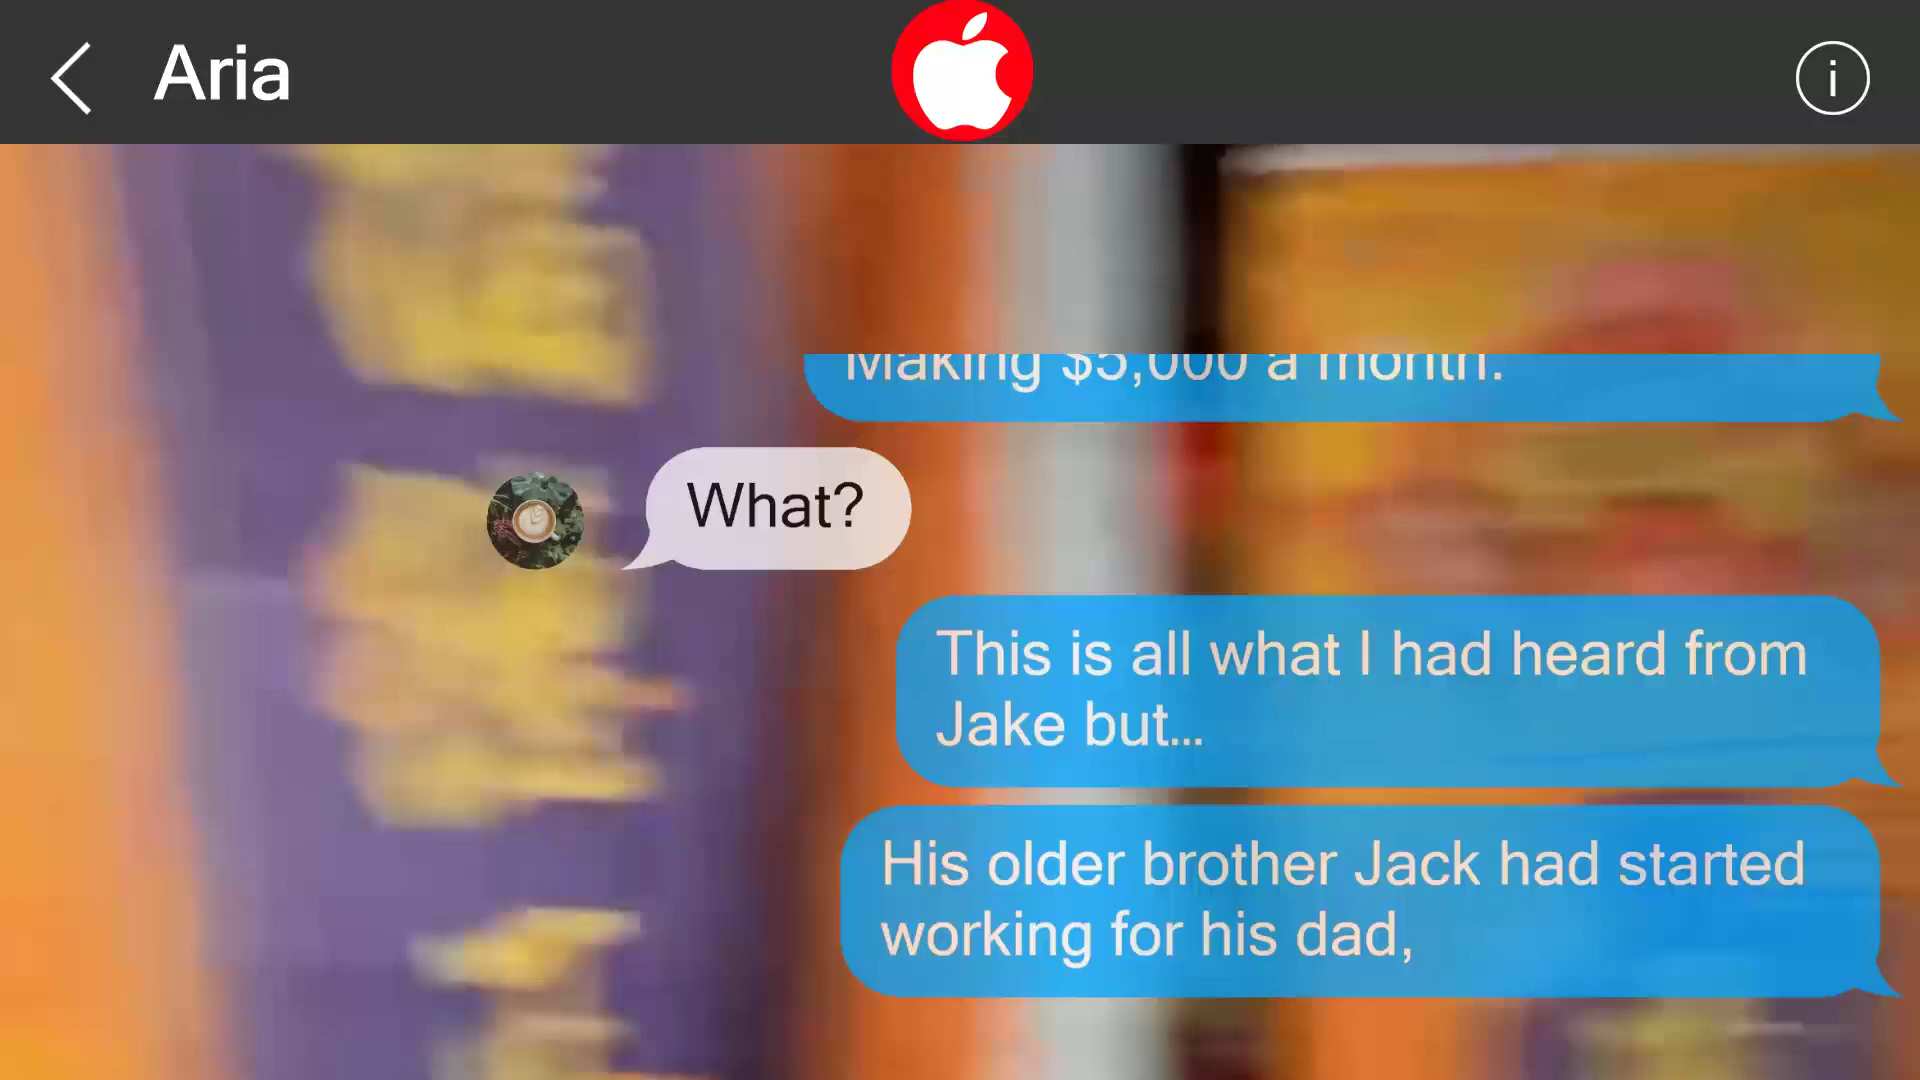 Aria
Making $5,000 a month.
What?
This is all what I had heard from
Jake but...
His older brother Jack had started
working for his dad,